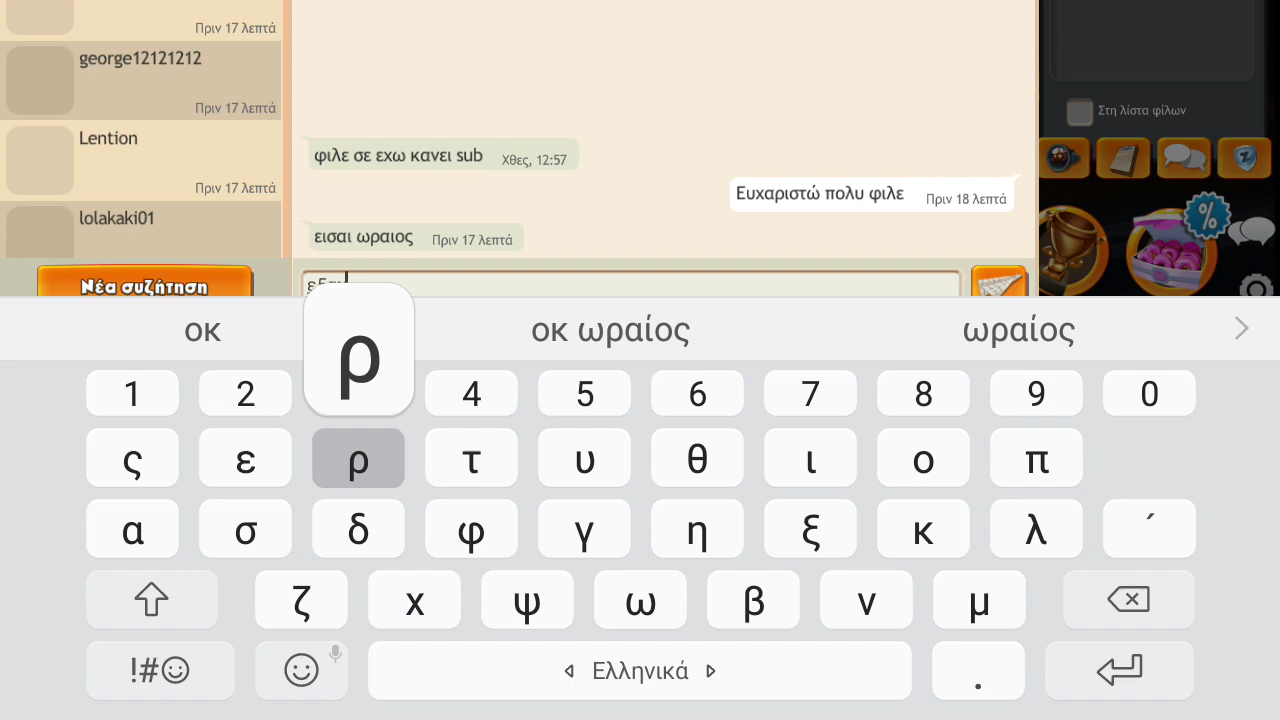 Πριν 17 λεπτά
george12121212
Πριν 17 λεπτά
Lention
Πριν 17 λεπτά
lolakaki01
Νέα συζήτηση
φιλε σε εχω κανει sub Χθες, 12:57
Ευχαριστώ πολυ φιλε Πριν 18 λεπτά
εισαι ωραιος Πριν 17 λεπτά
Στη λίστα φίλων
%
οκ
οκ ωραίος
ωραίος
ρ
1 2 4 5 6 7 8 9 0
ς ε ρ τ υ θ ι ο π
α σ δ φ γ η ξ κ λ ΄
ζ χ ψ ω β ν μ
!#☺ Ελληνικά .